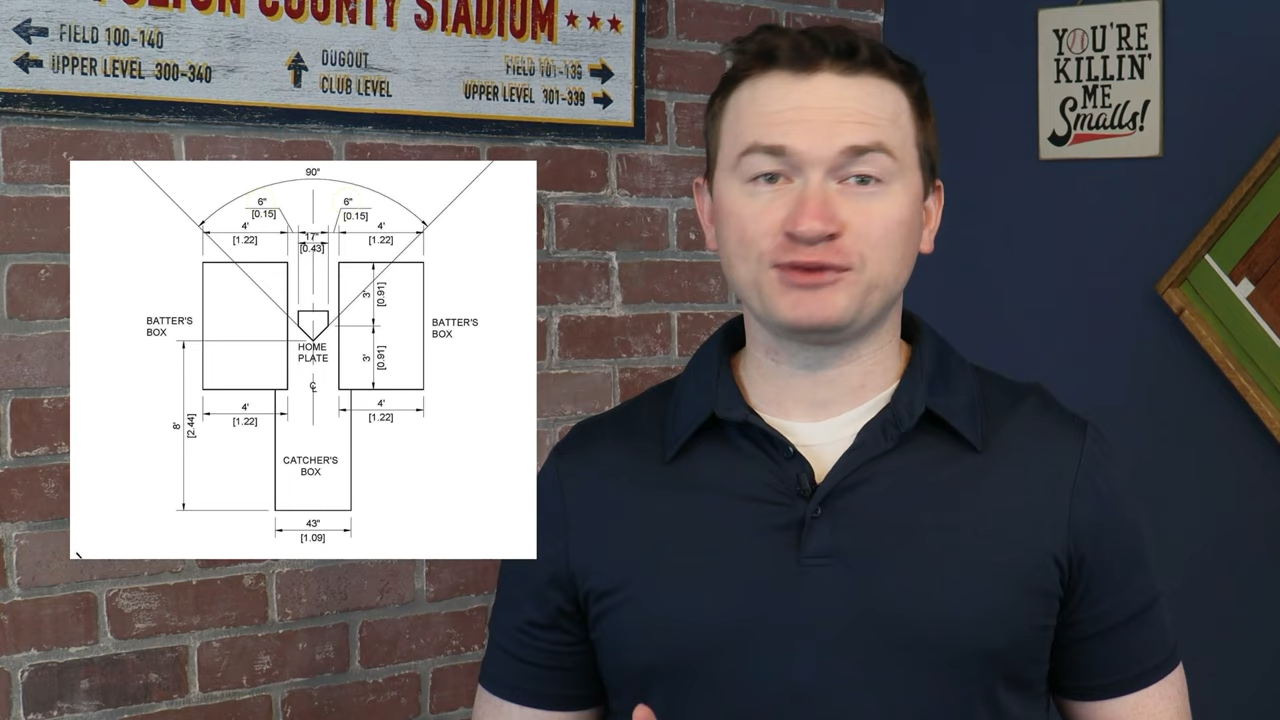 COUNTY STADIUM
FIELD 100-140
UPPER LEVEL 300-340
DUGOUT
CLUB LEVEL
FIELD 101-139
UPPER LEVEL 301-339
YOU'RE
KILLIN'
ME
Smalls!
90°
6"
[0.15]
6"
[0.15]
4'
[1.22]
17"
[0.43]
4'
[1.22]
3'
[0.91]
BATTER'S
BOX
BATTER'S
BOX
HOME
PLATE
3'
[0.91]
4'
[1.22]
4'
[1.22]
8'
[2.44]
CATCHER'S
BOX
43"
[1.09]